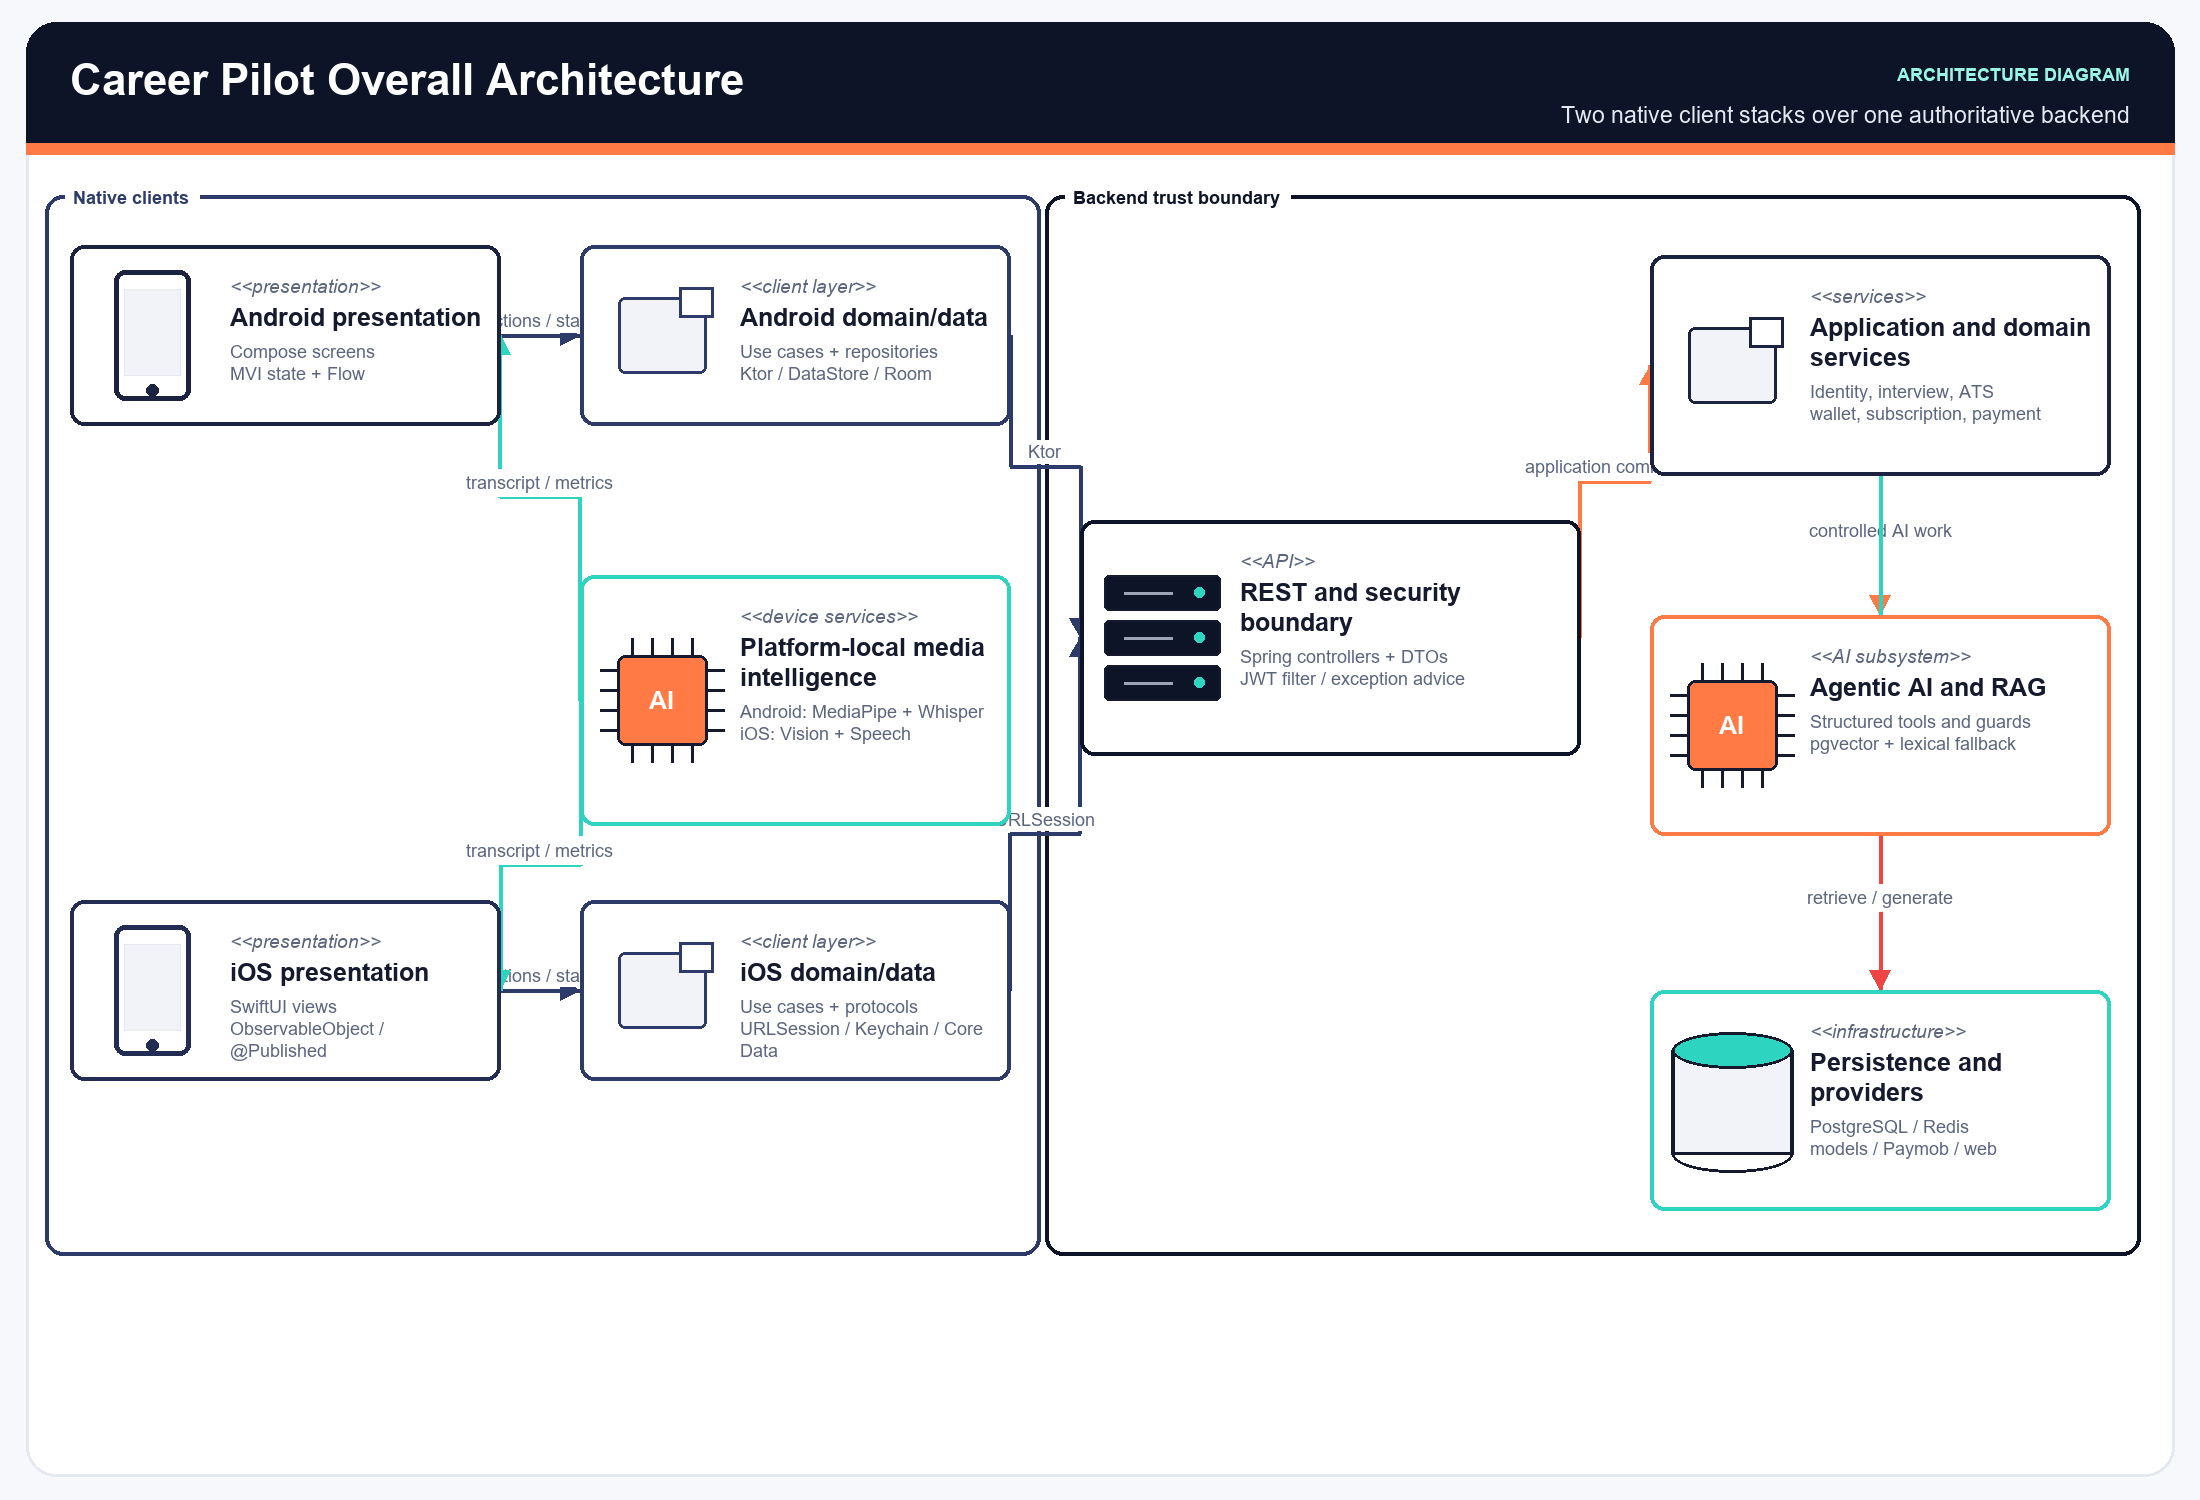 Career Pilot Overall Architecture
ARCHITECTURE DIAGRAM
Two native client stacks over one authoritative backend
Native clients
Backend trust boundary
<<presentation>>
Android presentation
Compose screens
MVI state + Flow
<<client layer>>
Android domain/data
Use cases + repositories
Ktor / DataStore / Room
Ktor
transcript / metrics
<<device services>>
Platform-local media
intelligence
Android: MediaPipe + Whisper
iOS: Vision + Speech
transcript / metrics
RLSession
<<presentation>>
iOS presentation
SwiftUI views
ObservableObject /
@Published
<<client layer>>
iOS domain/data
Use cases + protocols
URLSession / Keychain / Core
Data
<<API>>
REST and security
boundary
Spring controllers + DTOs
JWT filter / exception advice
application com
<<services>>
Application and domain
services
Identity, interview, ATS
wallet, subscription, payment
controlled AI work
<<AI subsystem>>
AI
AI
Agentic AI and RAG
Structured tools and guards
pgvector + lexical fallback
retrieve / generate
<<infrastructure>>
Persistence and
providers
PostgreSQL / Redis
models / Paymob / web